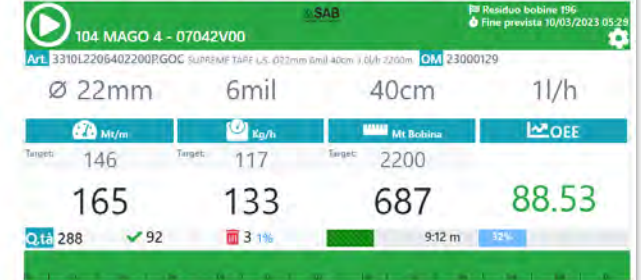 SAB
Residuo bobine 196
104 MAGO 4 - 07042V00
Fine prevista 10/03/2023 05:29
Art. 3310L2206402200P.GOC SUPREME TAPE U.S. Ø22mm 6mil 40cm 1.0l/h 2200m OM 23000129
Ø 22mm 6mil 40cm 1l/h
Mt/m Kg/h Mt Bobina OEE
Target: 146 Target: 117 Target: 2200
165 133 687 88.53
Q.tà 288 92 3 1% 9:12 m 32%